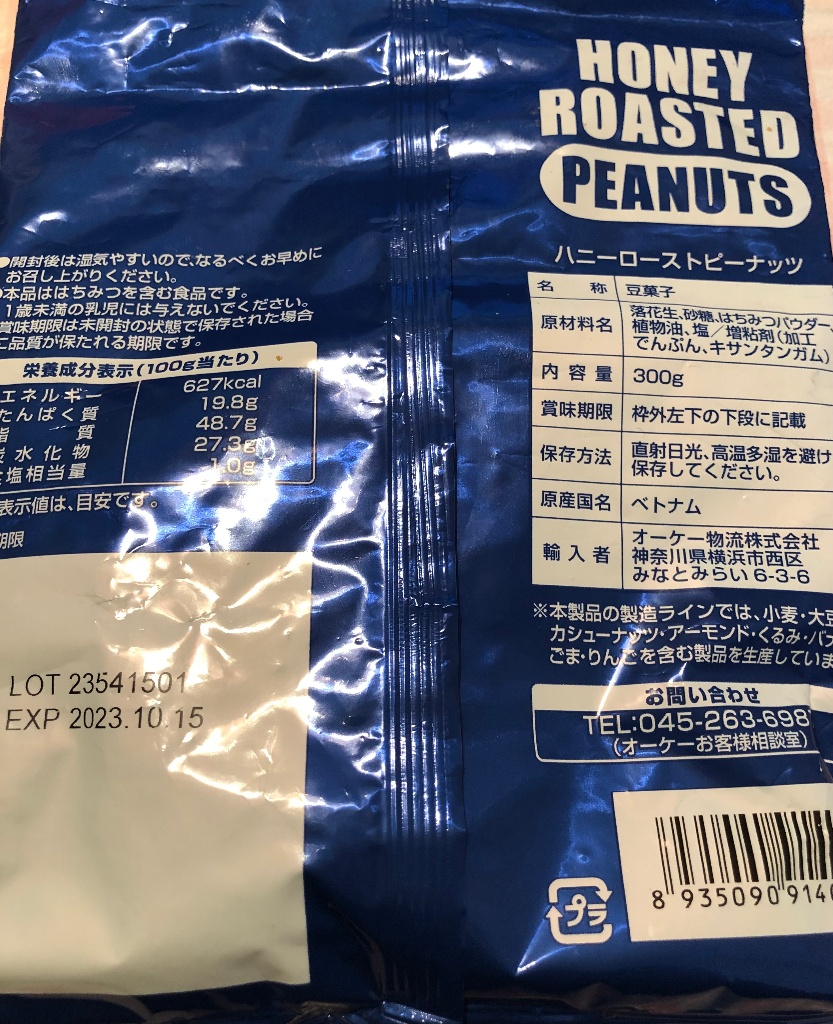 HONEY
ROASTED
PEANUTS
ハニーローストピーナッツ
名称 豆菓子
原材料名 落花生、砂糖、はちみつパウダー、
植物油、塩／増粘剤(加工
でんぷん、キサンタンガム)
内容量 300g
賞味期限 枠外左下の下段に記載
保存方法 直射日光、高温多湿を避け
保存してください。
原産国名 ベトナム
輸入者 オーケー物流株式会社
神奈川県横浜市西区
みなとみらい 6-3-6
※本製品の製造ラインでは、小麦・大豆
カシューナッツ・アーモンド・くるみ・バ
ごま・りんごを含む製品を生産していま
お問い合わせ
TEL:045-263-698
(オーケーお客様相談室)
プラ
8 935090 914
●開封後は湿気やすいので、なるべくお早めに
お召し上がりください。
本品ははちみつを含む食品です。
1歳未満の乳児には与えないでください。
賞味期限は未開封の状態で保存された場合
に品質が保たれる期限です。
栄養成分表示(100g当たり)
エネルギー 627kcal
たんぱく質 19.8g
脂質 48.7g
炭水化物 27.3g
塩相当量 1.0g
表示値は、目安です。
期限
LOT 23541501
EXP 2023.10.15